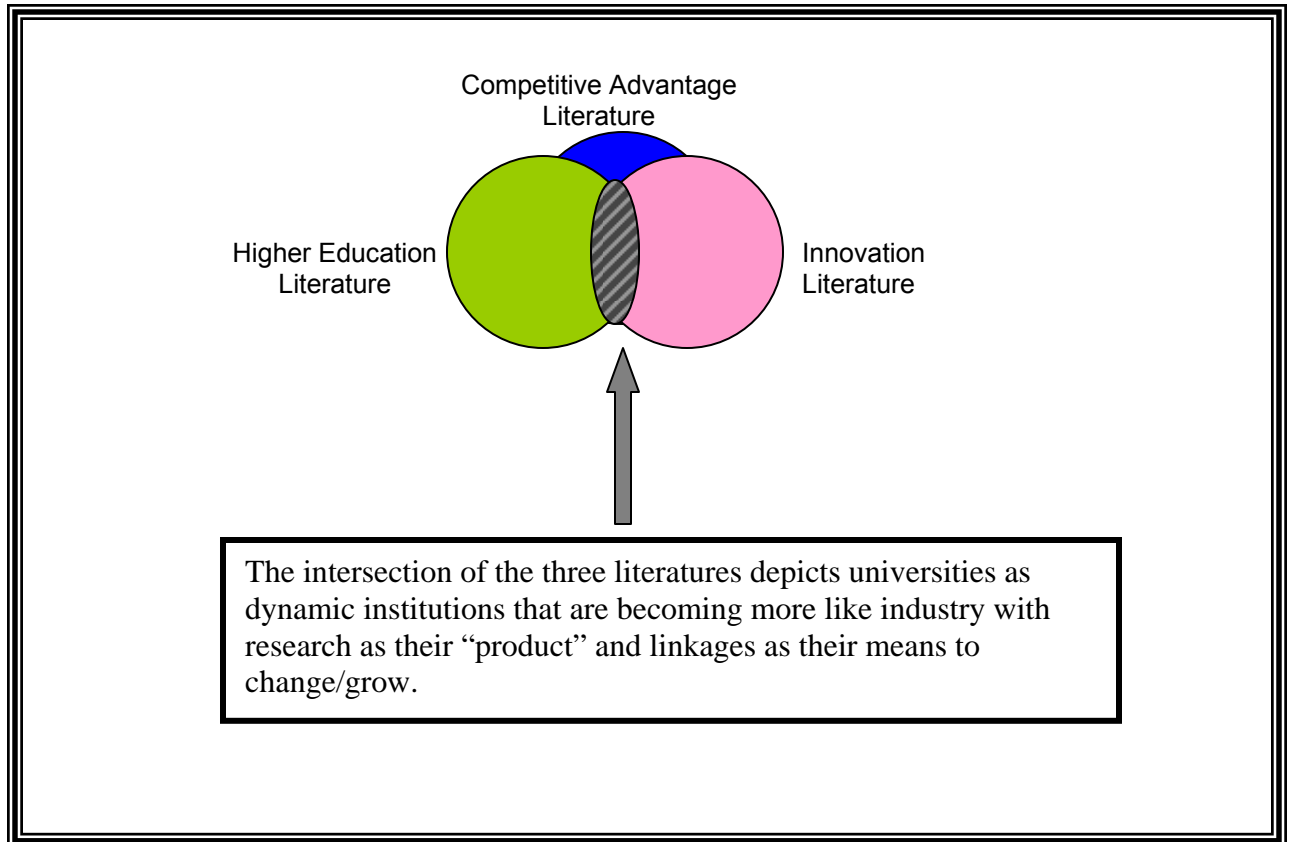 Competitive Advantage
Literature
Higher Education
Literature
Innovation
Literature
The intersection of the three literatures depicts universities as
dynamic institutions that are becoming more like industry with
research as their “product” and linkages as their means to
change/grow.